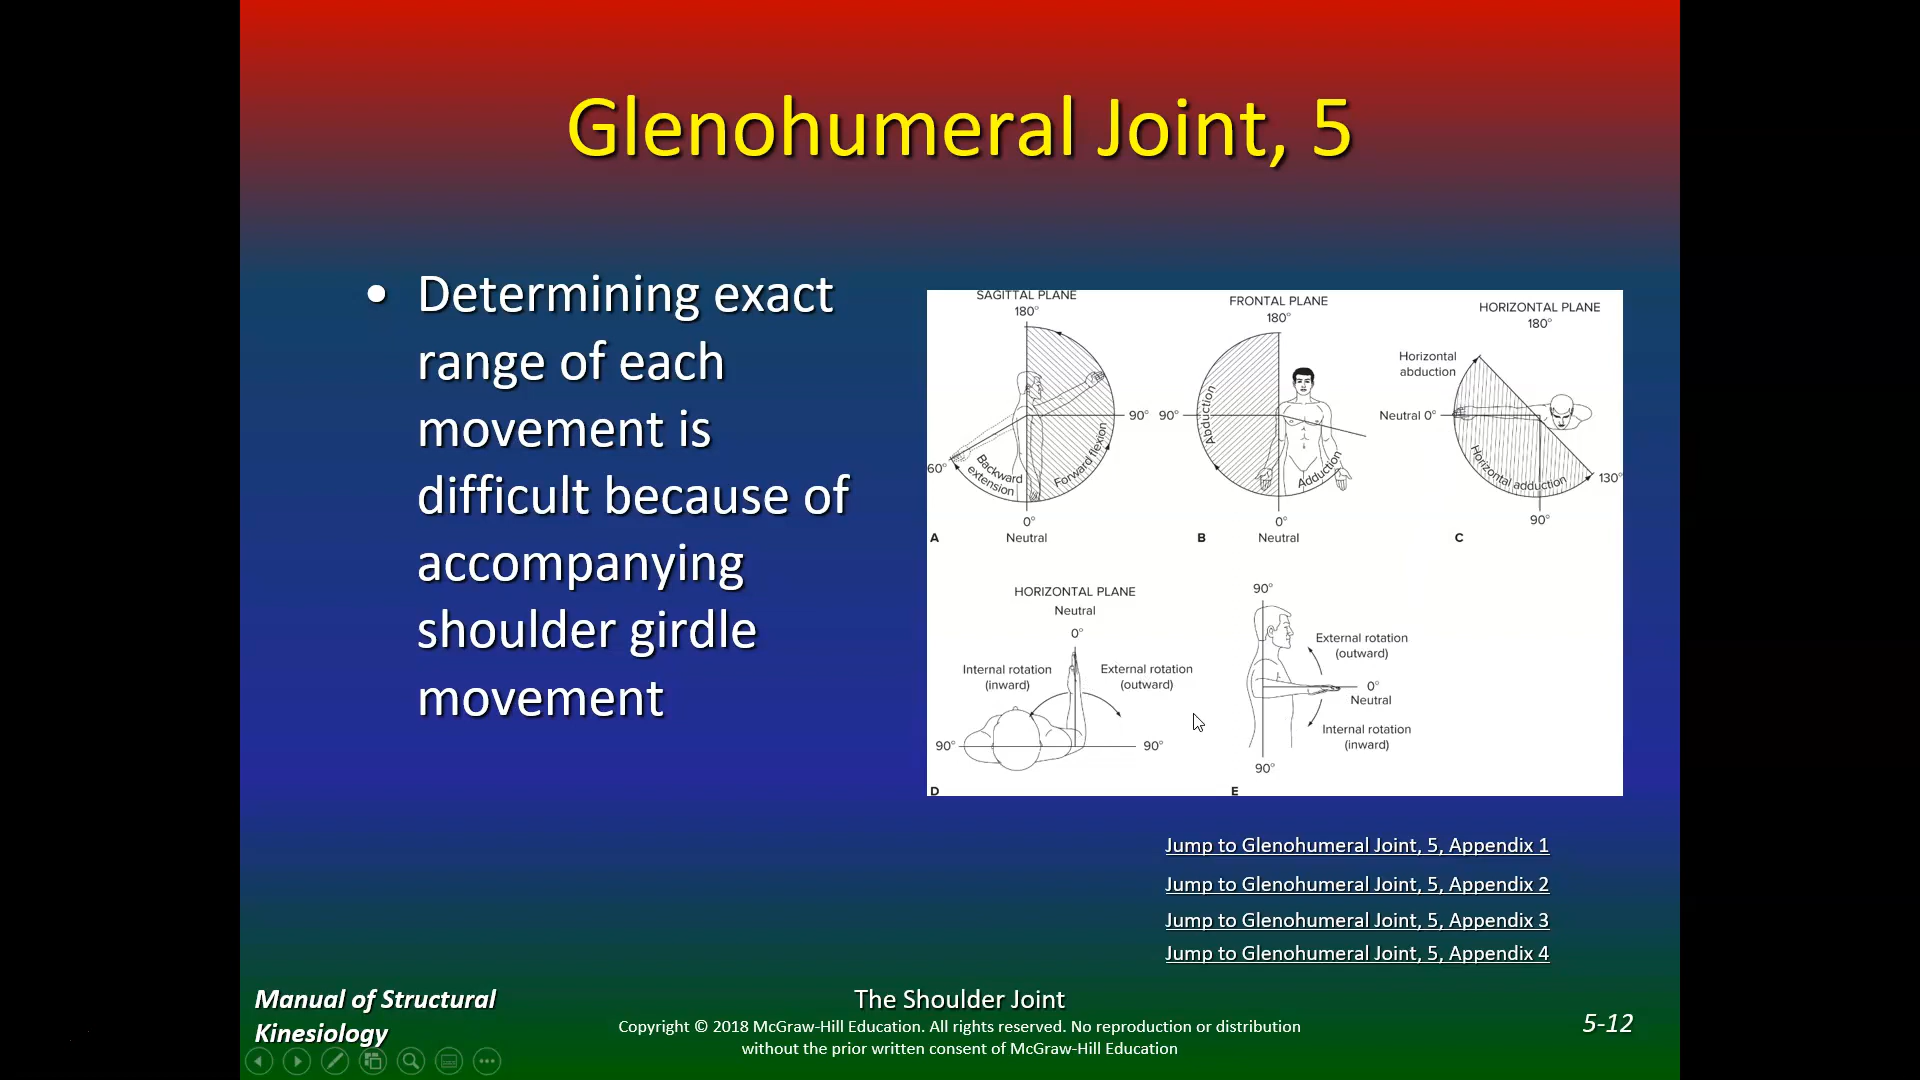 Glenohumeral Joint, 5
• Determining exact
range of each
movement is
difficult because of
accompanying
shoulder girdle
movement
SAGITTAL PLANE
180°
90°
60°
Backward
extension
Forward flexion
0°
Neutral
A
FRONTAL PLANE
180°
90°
Abduction
Adduction
0°
Neutral
B
HORIZONTAL PLANE
180°
Horizontal
abduction
Neutral 0°
Horizontal adduction
130°
90°
C
HORIZONTAL PLANE
Neutral
0°
Internal rotation
(inward)
External rotation
(outward)
90°
90°
D
90°
External rotation
(outward)
0°
Neutral
Internal rotation
(inward)
90°
E
Jump to Glenohumeral Joint, 5, Appendix 1
Jump to Glenohumeral Joint, 5, Appendix 2
Jump to Glenohumeral Joint, 5, Appendix 3
Jump to Glenohumeral Joint, 5, Appendix 4
Manual of Structural
Kinesiology
The Shoulder Joint
Copyright © 2018 McGraw-Hill Education. All rights reserved. No reproduction or distribution
without the prior written consent of McGraw-Hill Education
5-12